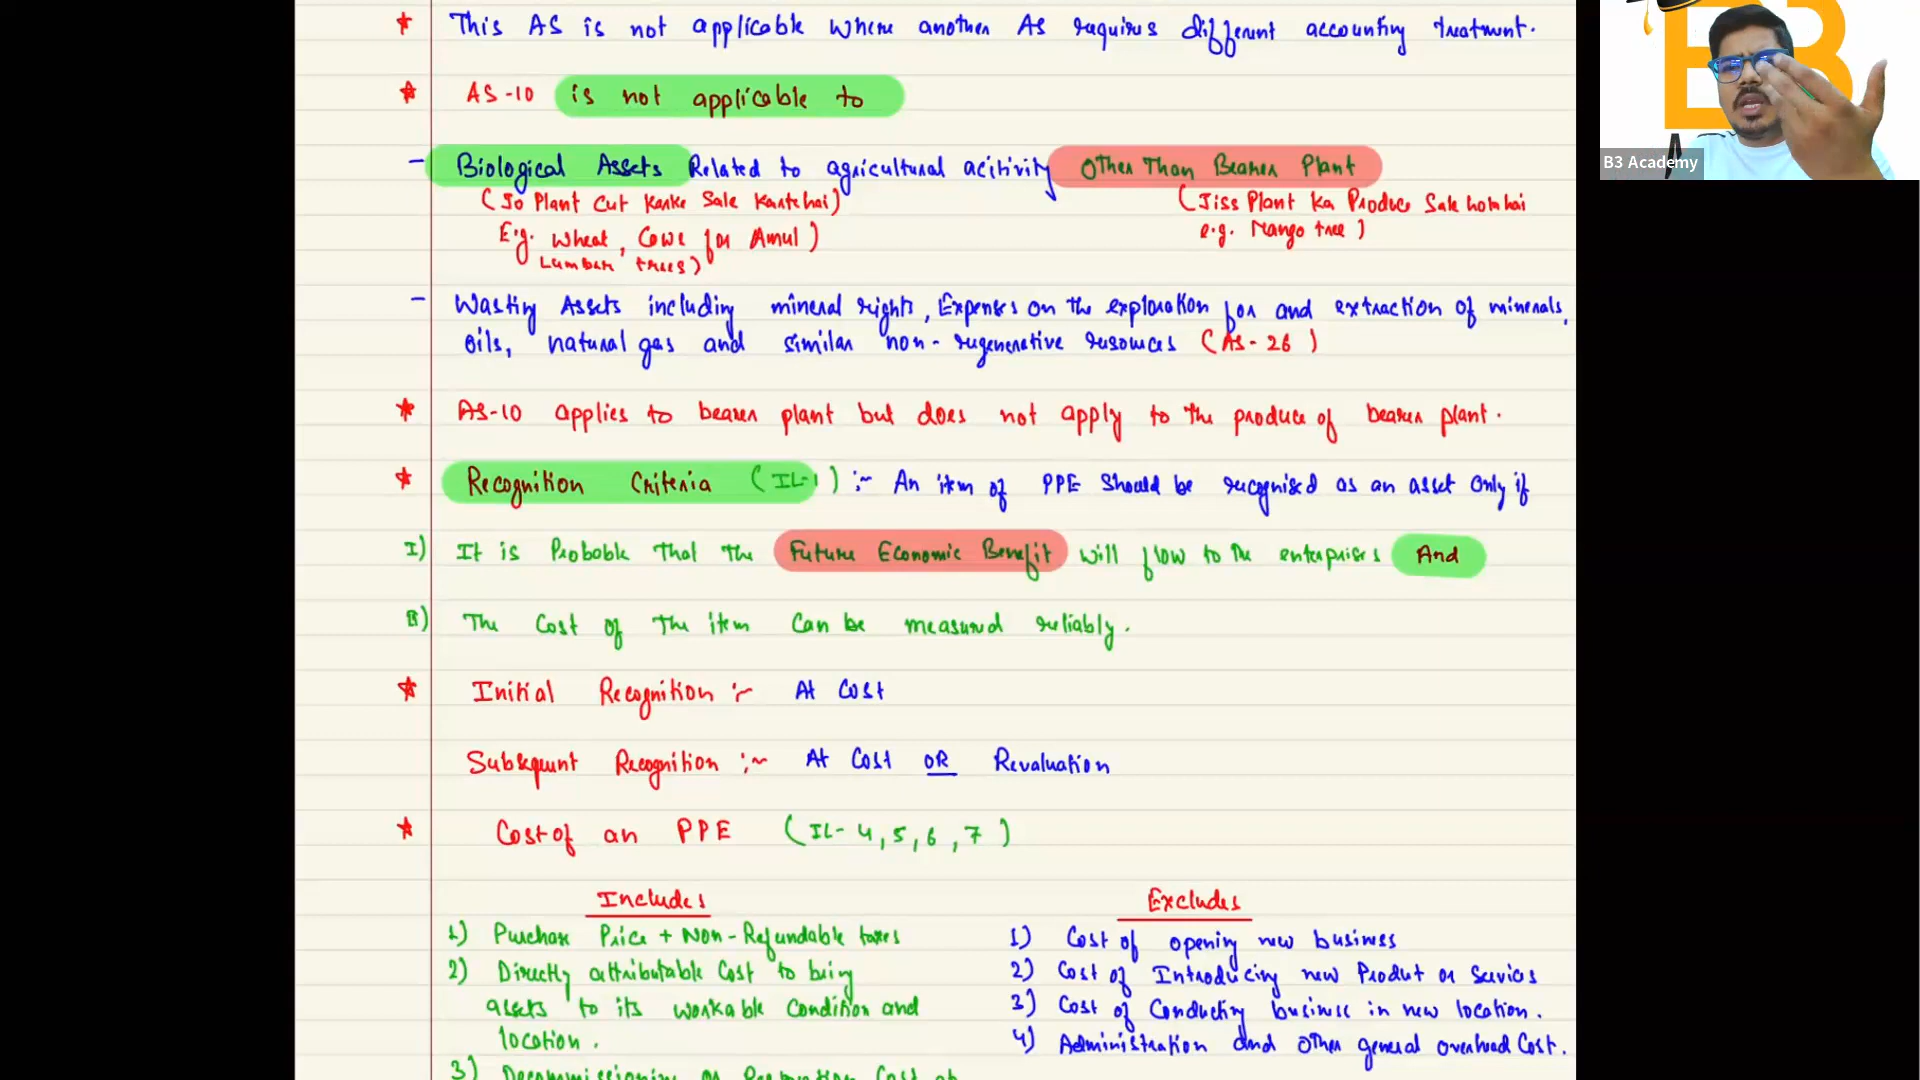 * This AS is not applicable where another AS requires different accounting treatment.
* AS-10 is not applicable to
- Biological Assets Related to agricultural acitivity Other Than Bearer Plant
(Jo Plant Cut Karke Sale Karte hai) (Jiss Plant ka Produce Sale hota hai
E.g. Wheat, Cows for Amul) e.g. Mango tree)
Lumber trees)
- Wasting Assets including mineral rights, Expenses on the exploration for and extraction of minerals,
oils, natural gas and similar non-regenerative resources (AS-26)
* AS-10 applies to bearer plant but does not apply to the produce of bearer plant.
* Recognition Criteria (IL-1) :- An item of PPE should be recognised as an asset only if
I) It is Probable that the Future Economic Benefit will flow to the enterprises And
II) The Cost of the item Can be measured reliably.
* Initial Recognition :- At Cost
Subsequent Recognition :- At Cost OR Revaluation
* Cost of an PPE (IL-4,5,6,7)
Includes
1) Purchase Price + Non-Refundable taxes
2) Directly attributable Cost to being
assets to its workable Condition and
location.
3) Decommissioning or Restoration Cost
Excludes
1) Cost of opening new business
2) Cost of Introducing new Product or Services
3) Cost of Conducting business in new location.
4) Administration and other general overhead Cost.
B3
B3 Academy